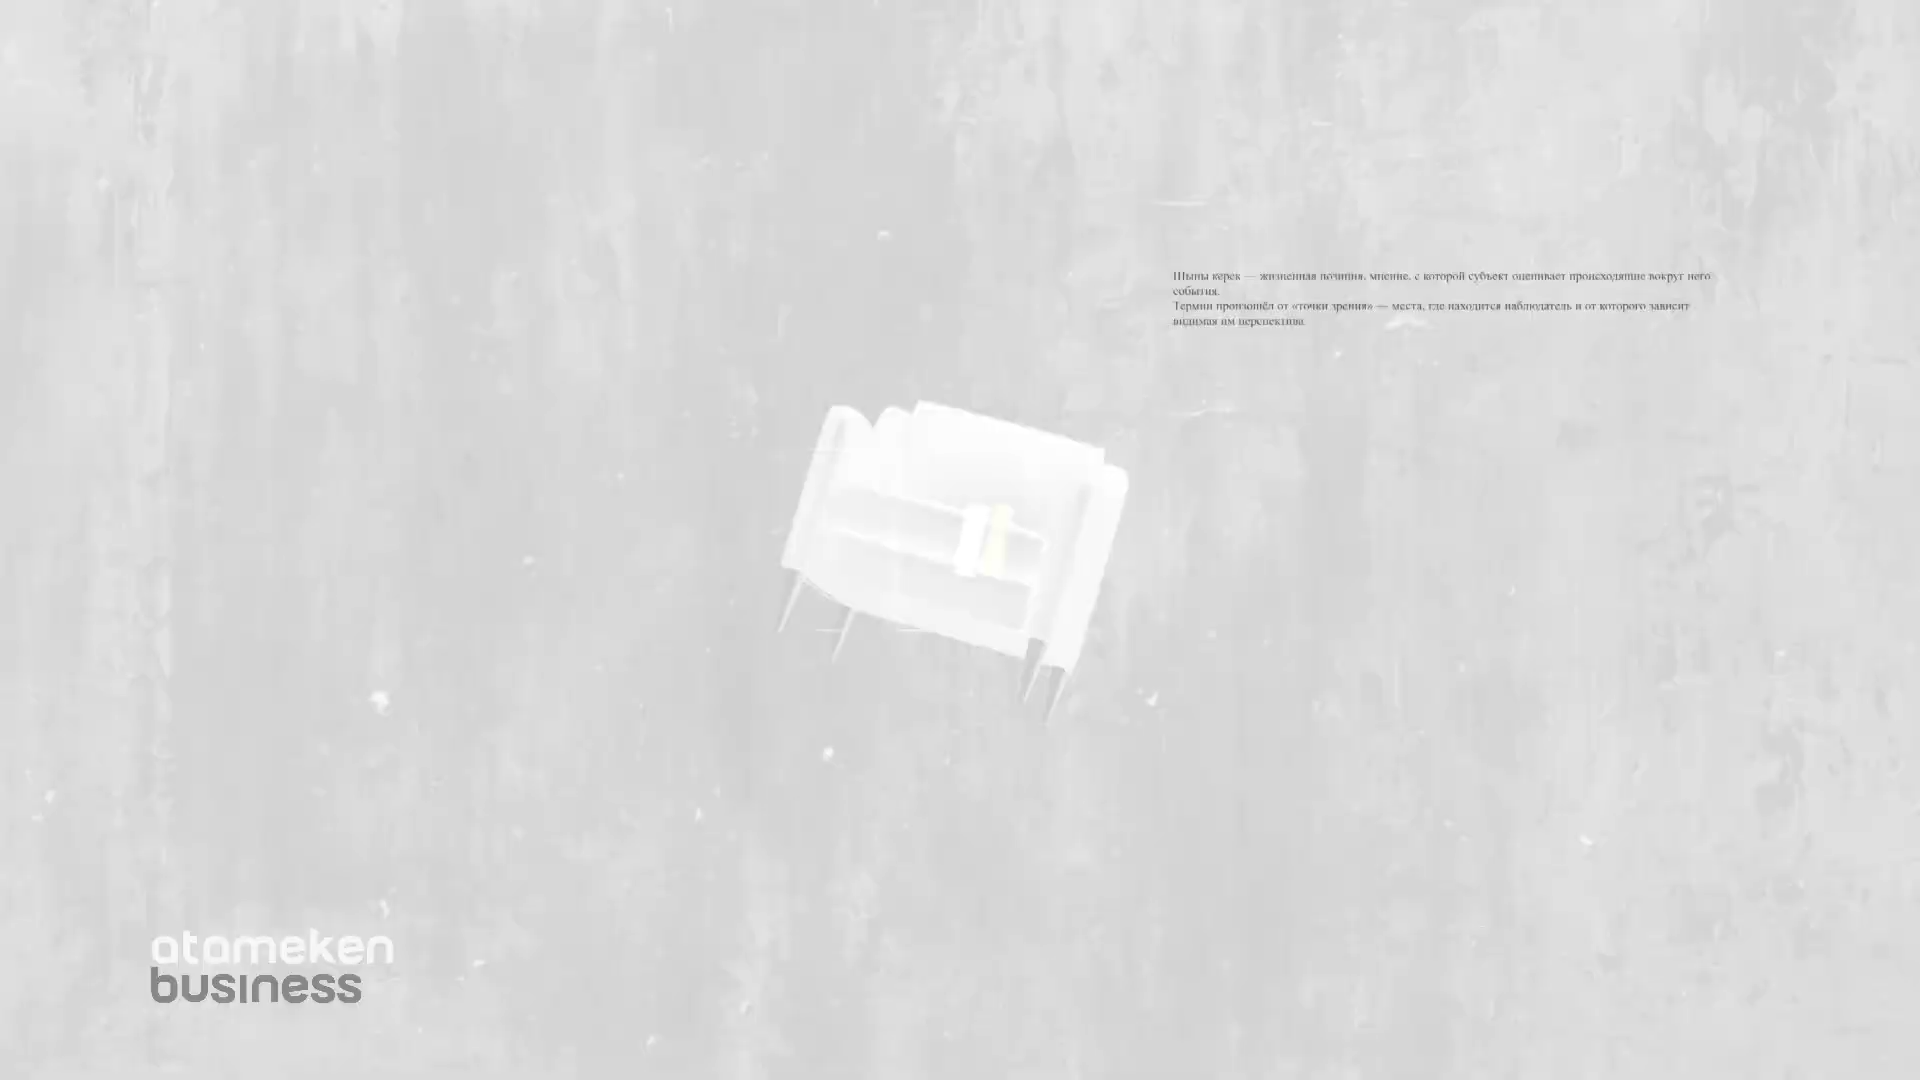 Шыны керек — жизненная позиция, мнение, с которой субъект оценивает происходящие вокруг него
события.
Термин произошёл от «точки зрения» — места, где находится наблюдатель и от которого зависит
видимая им перспектива.
atameken
business